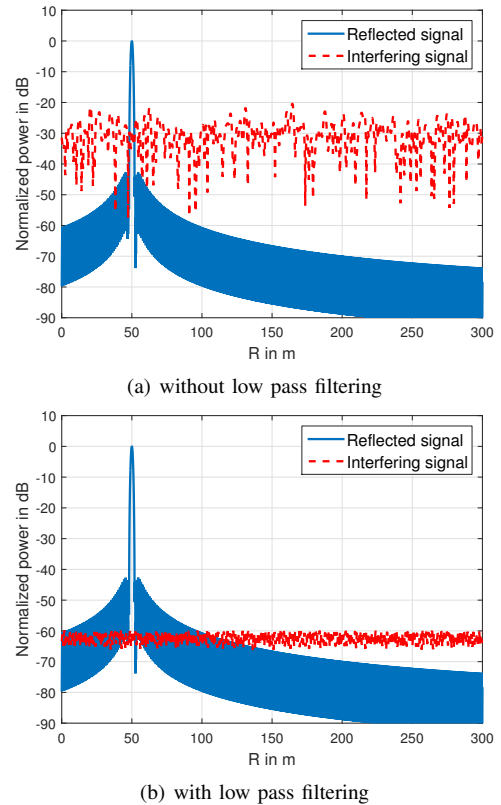 0
-10
-20
-30
-40
-50
-60
-70
-80
-90
Normalized power in dB
Reflected signal
Interfering signal
0 50 100 150 200 250 300
R in m
(a) without low pass filtering
10
0
-10
-20
-30
-40
-50
-60
-70
-80
-90
Normalized power in dB
Reflected signal
Interfering signal
0 50 100 150 200 250 300
R in m
(b) with low pass filtering